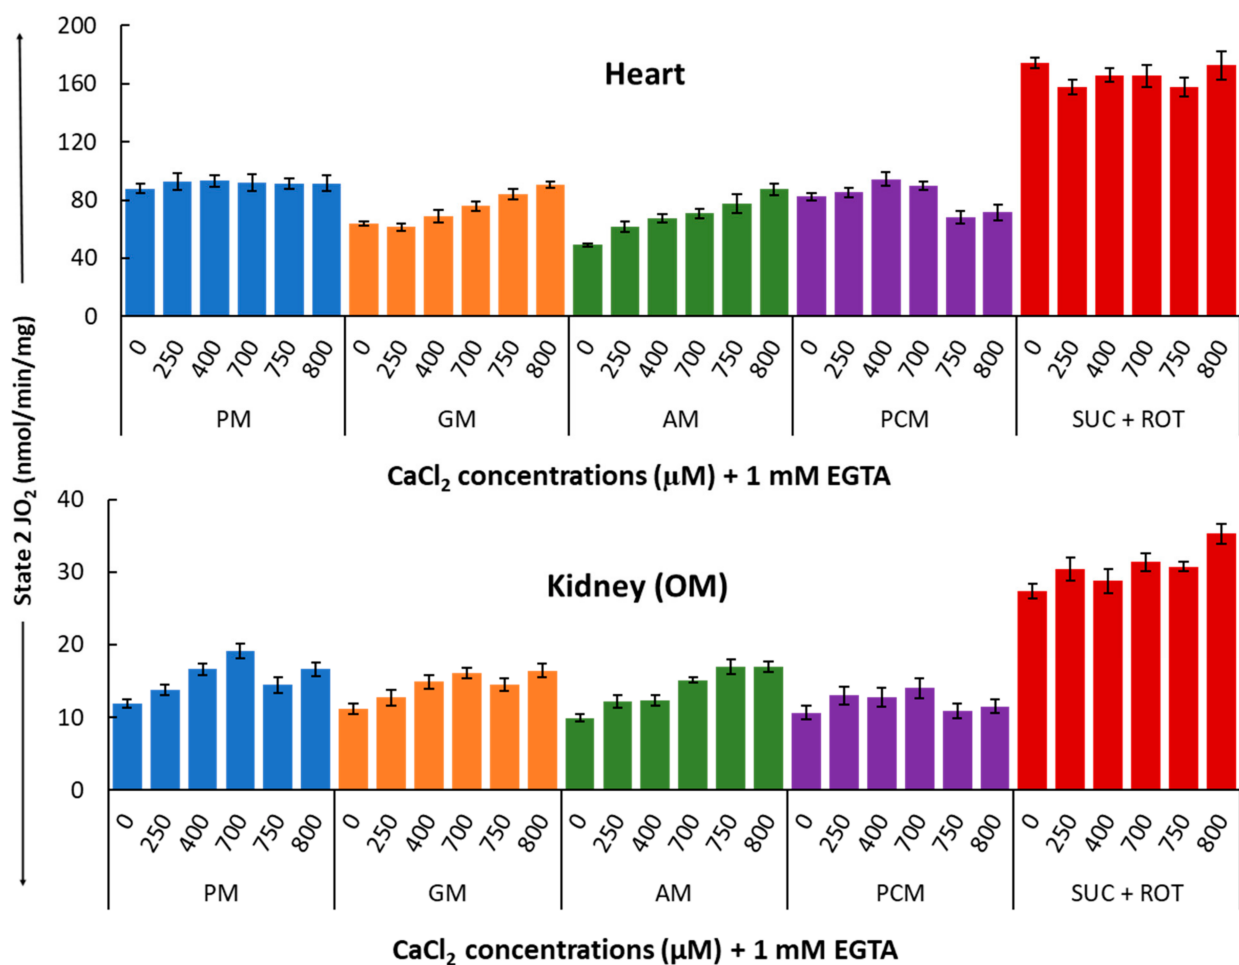 State 2 JO₂ (nmol/min/mg)
Heart
200
160
120
80
40
0
0 250 400 700 750 800 0 250 400 700 750 800 0 250 400 700 750 800 0 250 400 700 750 800 0 250 400 700 750 800
PM GM AM PCM SUC + ROT
CaCl₂ concentrations (μM) + 1 mM EGTA
Kidney (OM)
40
30
20
10
0
0 250 400 700 750 800 0 250 400 700 750 800 0 250 400 700 750 800 0 250 400 700 750 800 0 250 400 700 750 800
PM GM AM PCM SUC + ROT
CaCl₂ concentrations (μM) + 1 mM EGTA